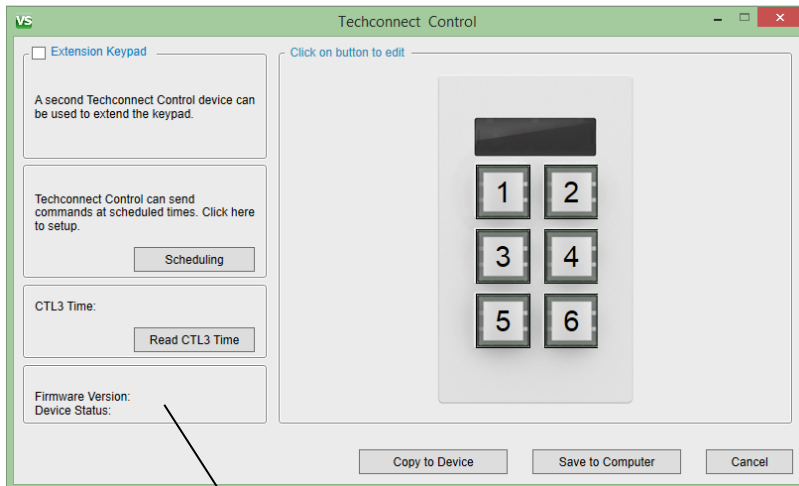 VS
Techconnect Control
Extension Keypad
A second Techconnect Control device can
be used to extend the keypad.
Techconnect Control can send
commands at scheduled times. Click here
to setup.
Scheduling
CTL3 Time:
Read CTL3 Time
Firmware Version:
Device Status:
Click on button to edit
1 2
3 4
5 6
Copy to Device Save to Computer Cancel